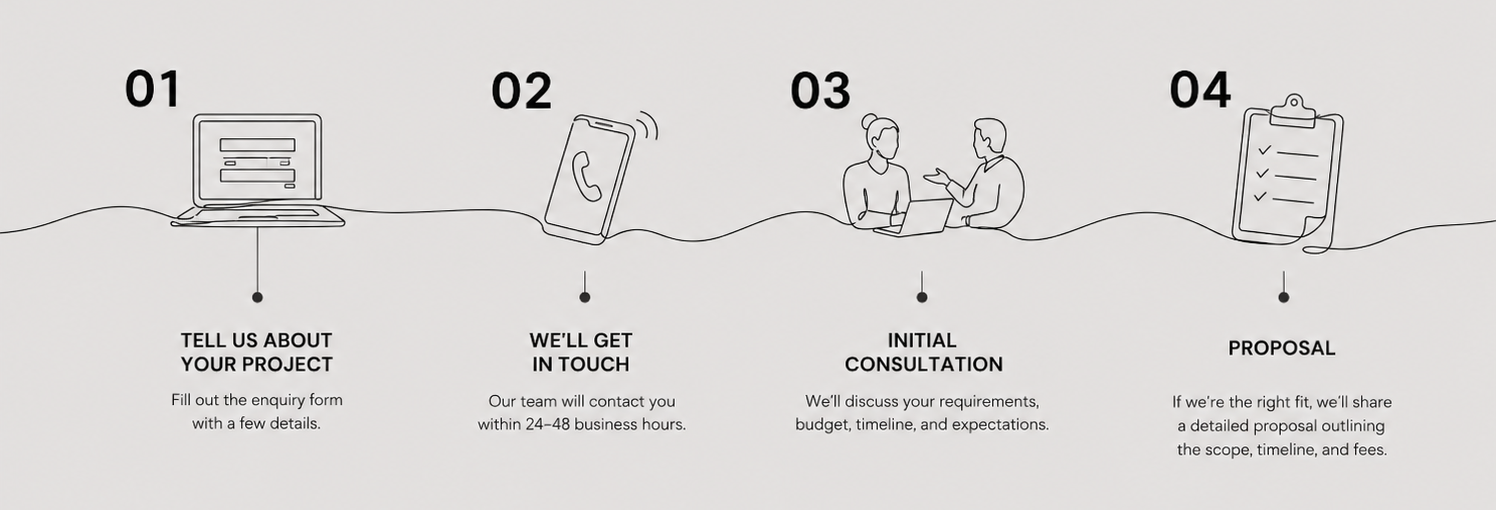 01
TELL US ABOUT
YOUR PROJECT
Fill out the enquiry form
with a few details.
02
WE'LL GET
IN TOUCH
Our team will contact you
within 24–48 business hours.
03
INITIAL
CONSULTATION
We'll discuss your requirements,
budget, timeline, and expectations.
04
PROPOSAL
If we're the right fit, we'll share
a detailed proposal outlining
the scope, timeline, and fees.